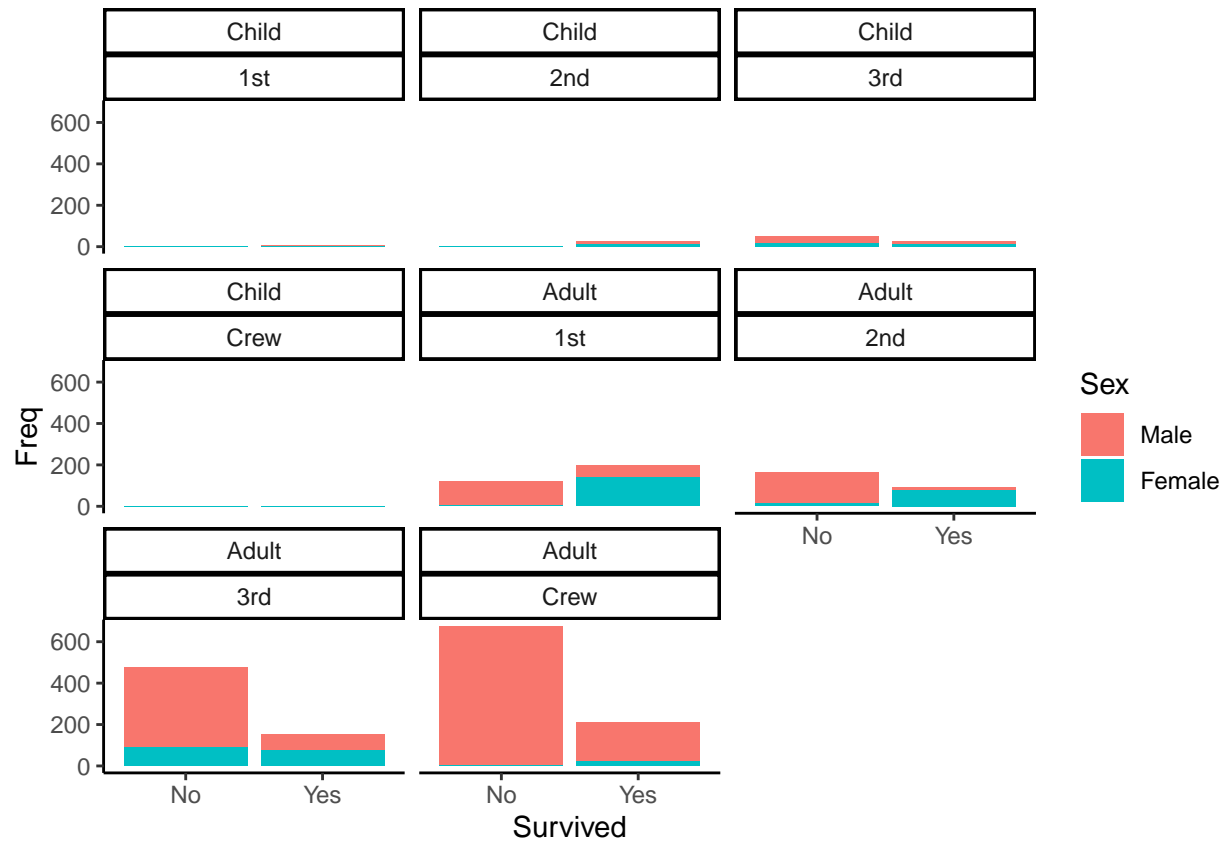 Child Child Child
1st 2nd 3rd
600
400
200
0
Child Adult Adult
Crew 1st 2nd
600
400
200
0
No Yes
Adult Adult
3rd Crew
600
400
200
0
No Yes No Yes
Survived
Freq
Sex
Male
Female